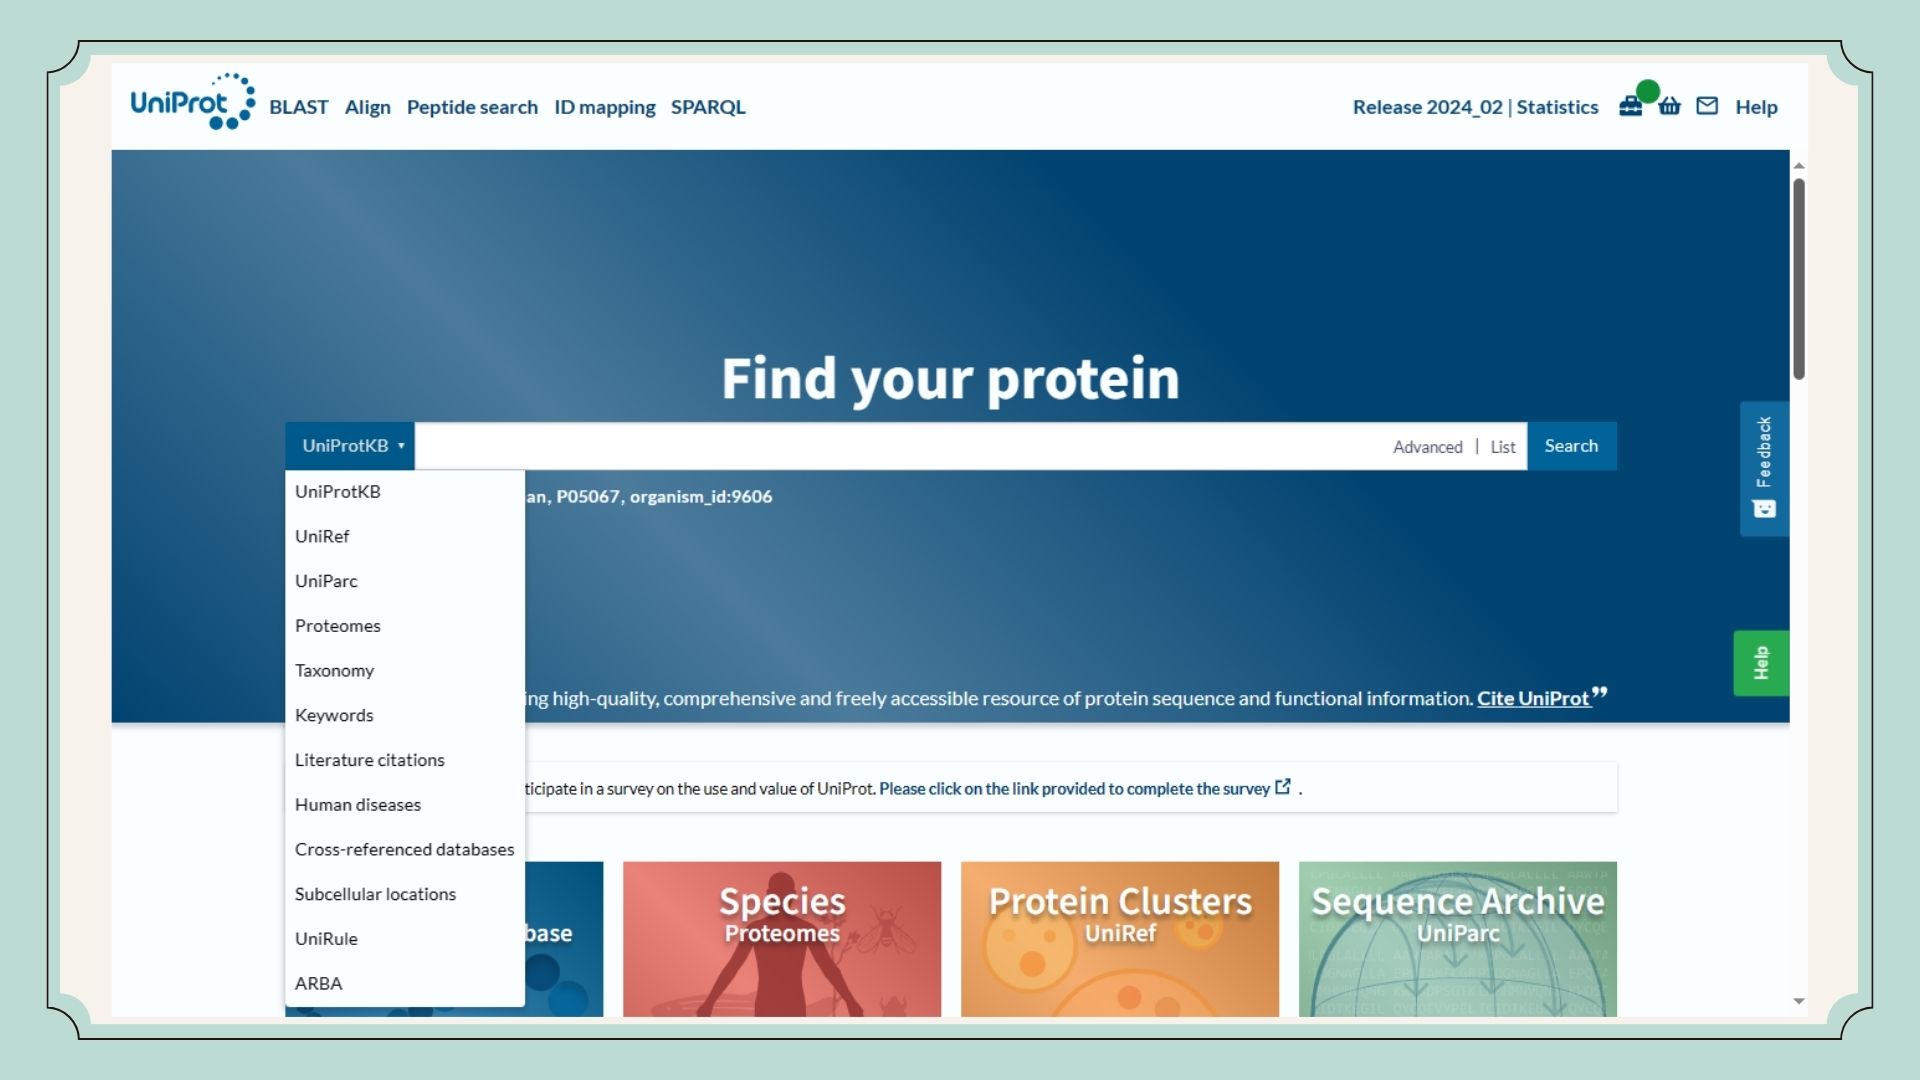 UniProt BLAST Align Peptide search ID mapping SPARQL
Release 2024_02 | Statistics Help
Find your protein
UniProtKB ▾ Advanced | List Search
an, P05067, organism_id:9606
UniProtKB
UniRef
UniParc
Proteomes
Taxonomy
Keywords
Literature citations
Human diseases
Cross-referenced databases
Subcellular locations
UniRule
ARBA
Feedback
Help
ing high-quality, comprehensive and freely accessible resource of protein sequence and functional information. Cite UniProt”
ticipate in a survey on the use and value of UniProt. Please click on the link provided to complete the survey .
base
Species
Proteomes
Protein Clusters
UniRef
Sequence Archive
UniParc